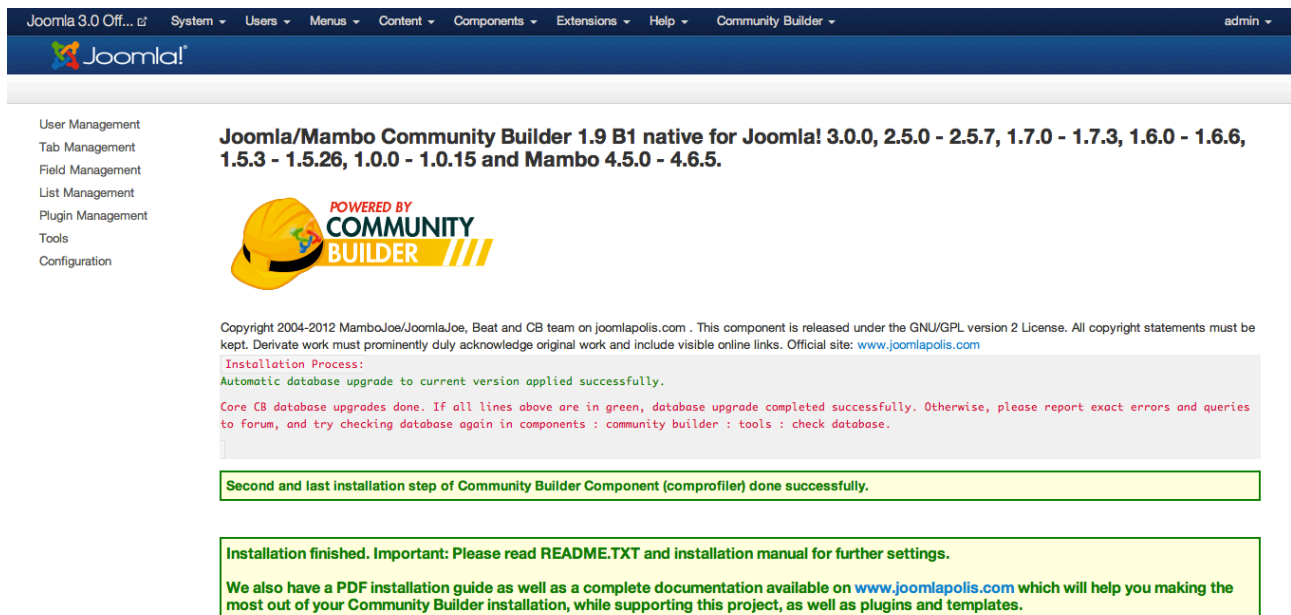 Joomla 3.0 Off... System Users Menus Content Components Extensions Help Community Builder admin
Joomla!®
User Management
Tab Management
Field Management
List Management
Plugin Management
Tools
Configuration
Joomla/Mambo Community Builder 1.9 B1 native for Joomla! 3.0.0, 2.5.0 - 2.5.7, 1.7.0 - 1.7.3, 1.6.0 - 1.6.6,
1.5.3 - 1.5.26, 1.0.0 - 1.0.15 and Mambo 4.5.0 - 4.6.5.
POWERED BY
COMMUNITY
BUILDER
Copyright 2004-2012 MamboJoe/JoomlaJoe, Beat and CB team on joomlapolis.com . This component is released under the GNU/GPL version 2 License. All copyright statements must be
kept. Derivate work must prominently duly acknowledge original work and include visible online links. Official site: www.joomlapolis.com
Installation Process:
Automatic database upgrade to current version applied successfully.
Core CB database upgrades done. If all lines above are in green, database upgrade completed successfully. Otherwise, please report exact errors and queries
to forum, and try checking database again in components : community builder : tools : check database.
Second and last installation step of Community Builder Component (comprofiler) done successfully.
Installation finished. Important: Please read README.TXT and installation manual for further settings.
We also have a PDF installation guide as well as a complete documentation available on www.joomlapolis.com which will help you making the
most out of your Community Builder installation, while supporting this project, as well as plugins and templates.